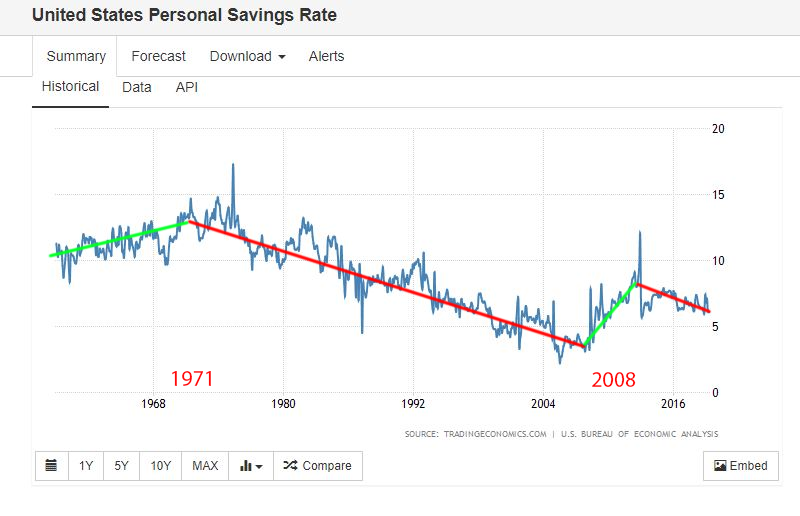 United States Personal Savings Rate
Summary Forecast Download Alerts
Historical Data API
20
15
10
5
0
1971 2008
1968 1980 1992 2004 2016
SOURCE: TRADINGECONOMICS.COM | U.S. BUREAU OF ECONOMIC ANALYSIS
1Y 5Y 10Y MAX Compare Embed